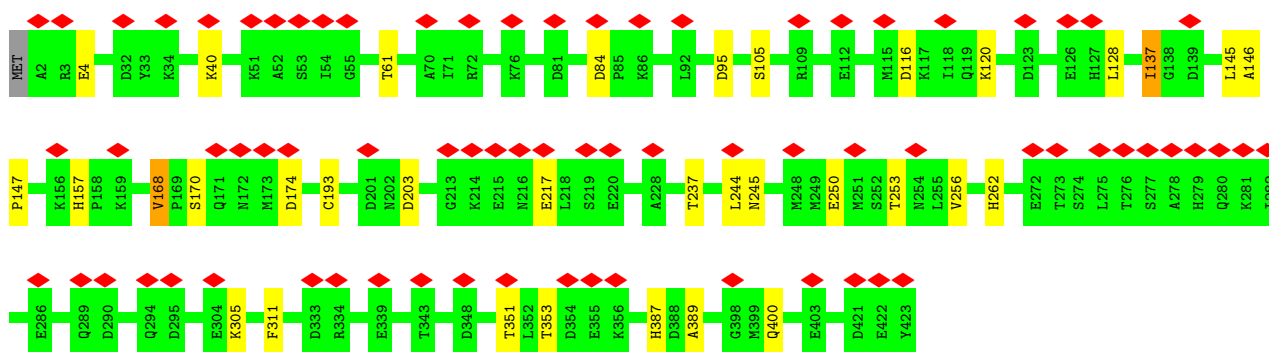 MET A2 R3 E4 D32 Y33 K34 K40 K51 A52 S53 I54 G55 T61 A70 I71 R72 K76 D81 D84 P85 K86 L92 D95 S105 R109 E112 M115 D116 K117 I118 Q119 K120 D123 E126 H127 L128 I137 G138 D139 L145 A146
P147 K156 H157 P158 K159 V168 P169 S170 Q171 N172 M173 D174 C193 D201 N202 D203 G213 K214 E215 N216 E217 L218 S219 E220 A228 T237 L244 N245 M248 M249 E250 M251 S252 T253 N254 L255 V256 H262 E272 T273 S274 L275 T276 S277 A278 H279 Q280 K281
E286 Q289 D290 Q294 D295 E304 K305 F311 D333 R334 E339 T343 D348 T351 L352 T353 D354 E355 K356 H387 D388 A389 G398 M399 Q400 E403 D421 E422 Y423